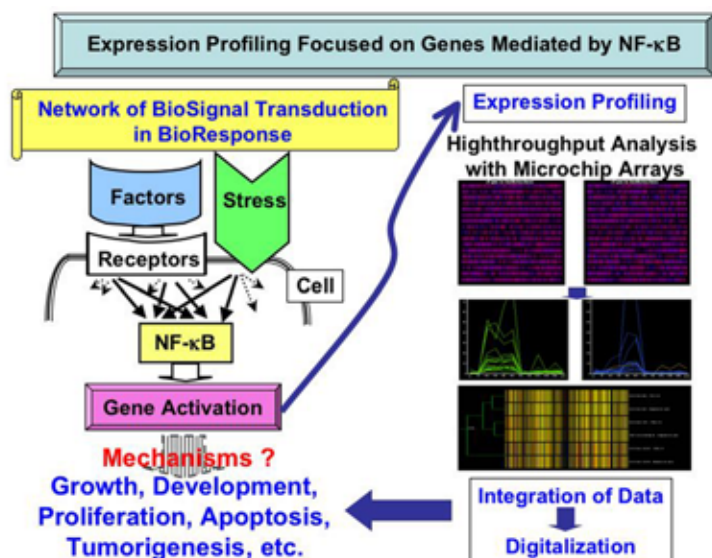 Expression Profiling Focused on Genes Mediated by NF-κB
Network of BioSignal Transduction
in BioResponse
Factors
Stress
Receptors
Cell
NF-κB
Gene Activation
Mechanisms ?
Growth, Development,
Proliferation, Apoptosis,
Tumorigenesis, etc.
Expression Profiling
Highthroughput Analysis
with Microchip Arrays
Integration of Data
Digitalization